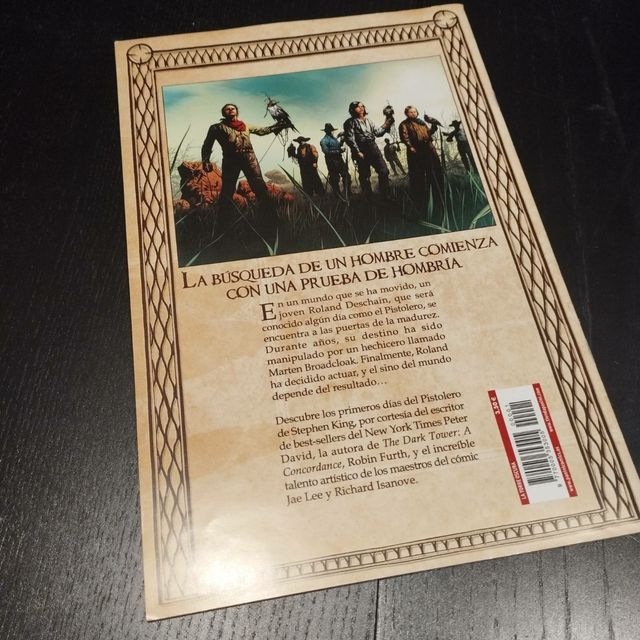 LA BÚSQUEDA DE UN HOMBRE COMIENZA
CON UNA PRUEBA DE HOMBRÍA
En un mundo que se ha movido, un
joven Roland Deschain, que será
conocido algún día como el Pistolero, se
encuentra a las puertas de la madurez.
Durante años, su destino ha sido
manipulado por un hechicero llamado
Marten Broadcloak. Finalmente, Roland
ha decidido actuar, y el sino del mundo
depende del resultado...
Descubre los primeros días del Pistolero
de Stephen King, por cortesía del escritor
de best-sellers del New York Times Peter
David, la autora de The Dark Tower: A
Concordance, Robin Furth, y el increíble
talento artístico de los maestros del cómic
Jae Lee y Richard Isanove.
3.50 €